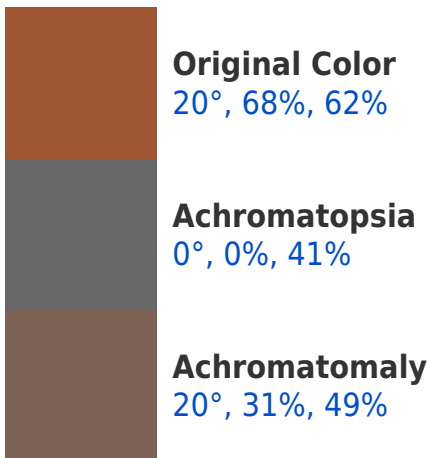 Original Color
20°, 68%, 62%
Achromatopsia
0°, 0%, 41%
Achromatomaly
20°, 31%, 49%